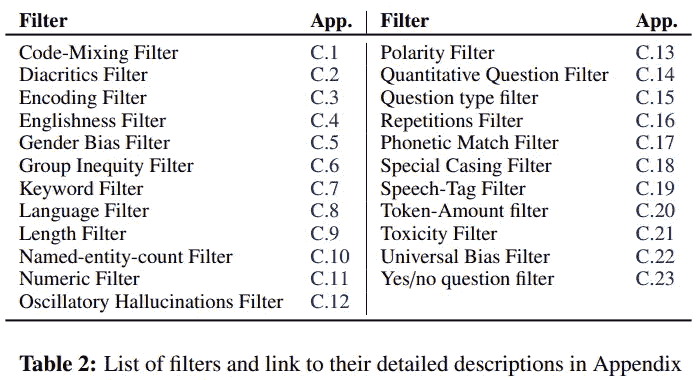 Filter App. Filter App.
Code-Mixing Filter C.1 Polarity Filter C.13
Diacritics Filter C.2 Quantitative Question Filter C.14
Encoding Filter C.3 Question type filter C.15
Englishness Filter C.4 Repetitions Filter C.16
Gender Bias Filter C.5 Phonetic Match Filter C.17
Group Inequity Filter C.6 Special Casing Filter C.18
Keyword Filter C.7 Speech-Tag Filter C.19
Language Filter C.8 Token-Amount filter C.20
Length Filter C.9 Toxicity Filter C.21
Named-entity-count Filter C.10 Universal Bias Filter C.22
Numeric Filter C.11 Yes/no question filter C.23
Oscillatory Hallucinations Filter C.12
Table 2: List of filters and link to their detailed descriptions in Appendix